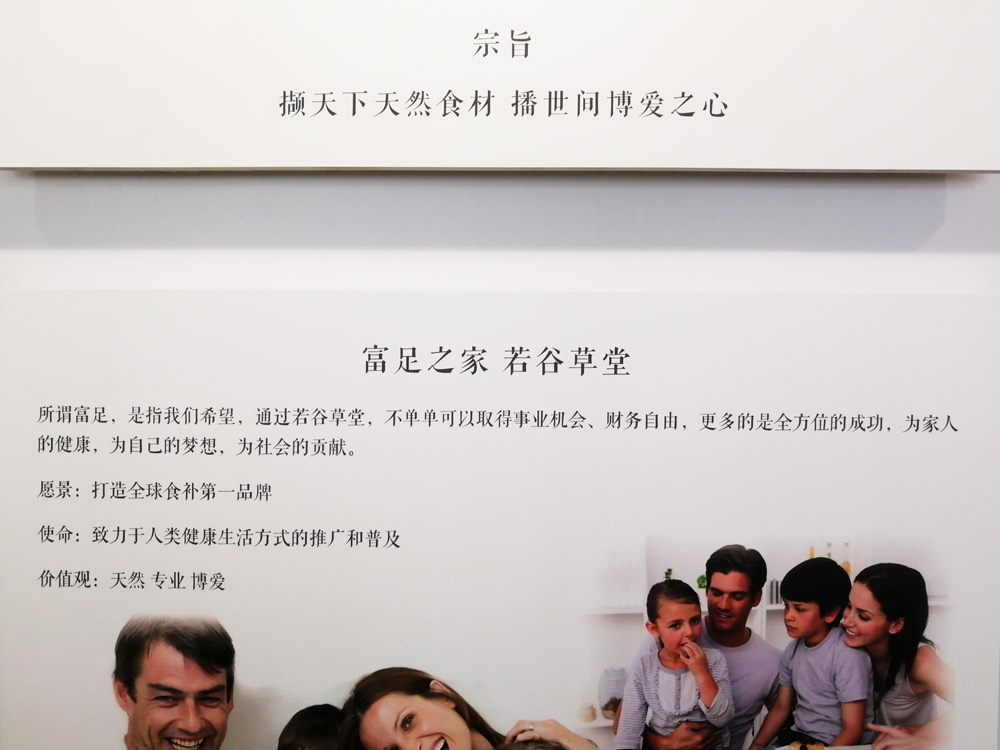 宗旨
撷天下天然食材 播世间博爱之心
富足之家 若谷草堂
所谓富足，是指我们希望，通过若谷草堂，不单单可以取得事业机会、财务自由，更多的是全方位的成功，为家人
的健康，为自己的梦想，为社会的贡献。
愿景：打造全球食补第一品牌
使命：致力于人类健康生活方式的推广和普及
价值观：天然 专业 博爱